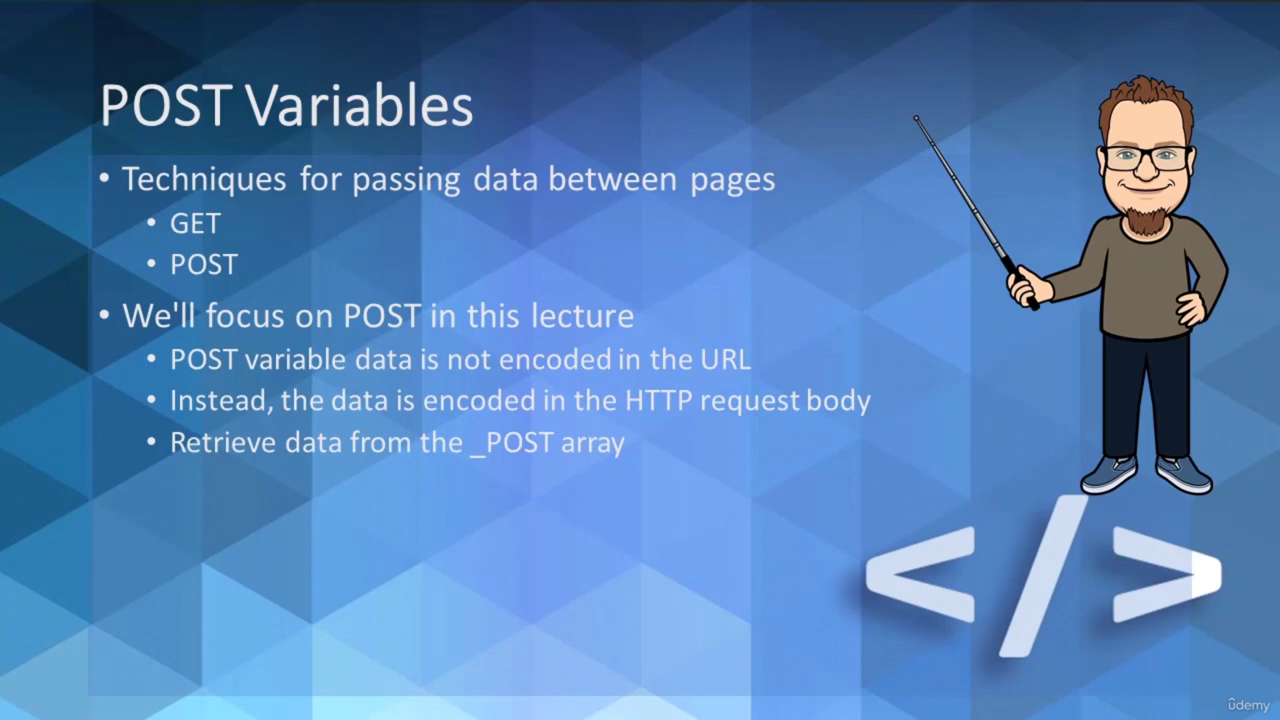 POST Variables
• Techniques for passing data between pages
• GET
• POST
• We'll focus on POST in this lecture
• POST variable data is not encoded in the URL
• Instead, the data is encoded in the HTTP request body
• Retrieve data from the _POST array
</>
ûdemy